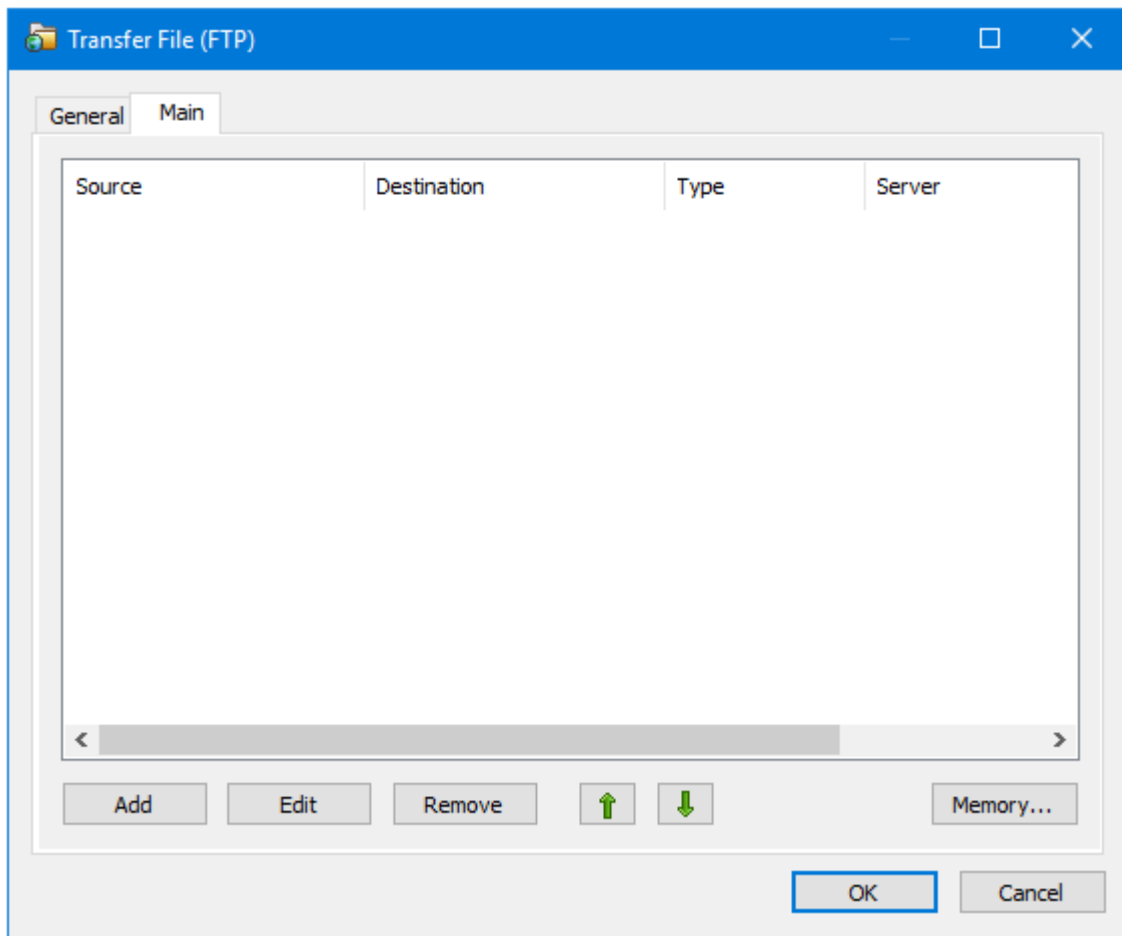 Transfer File (FTP)
General Main
Source Destination Type Server
Add Edit Remove Memory...
OK Cancel